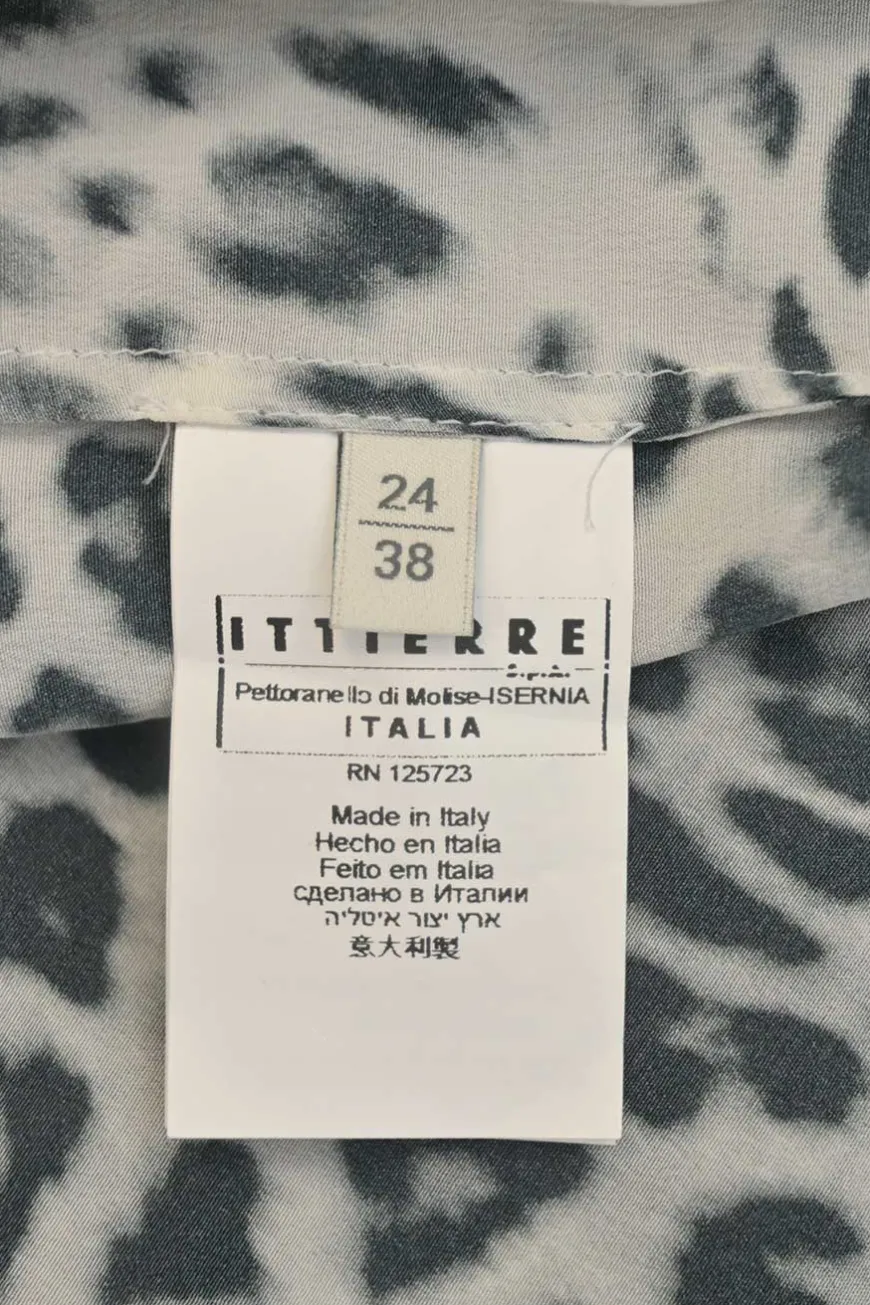 24
38
ITTIERRE
S.p.A.
Pettoranello di Molise-ISERNIA
ITALIA
RN 125723
Made in Italy
Hecho en Italia
Feito em Italia
сделано в Италии
ארץ יצור איטליה
意大利製